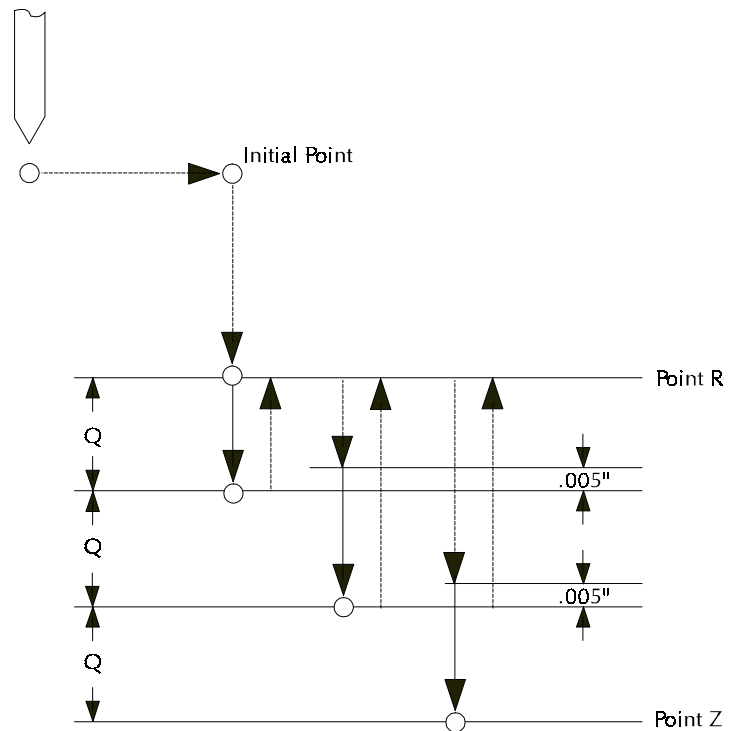 Initial Point
Point R
Q
.005"
Q
.005"
Q
Point Z